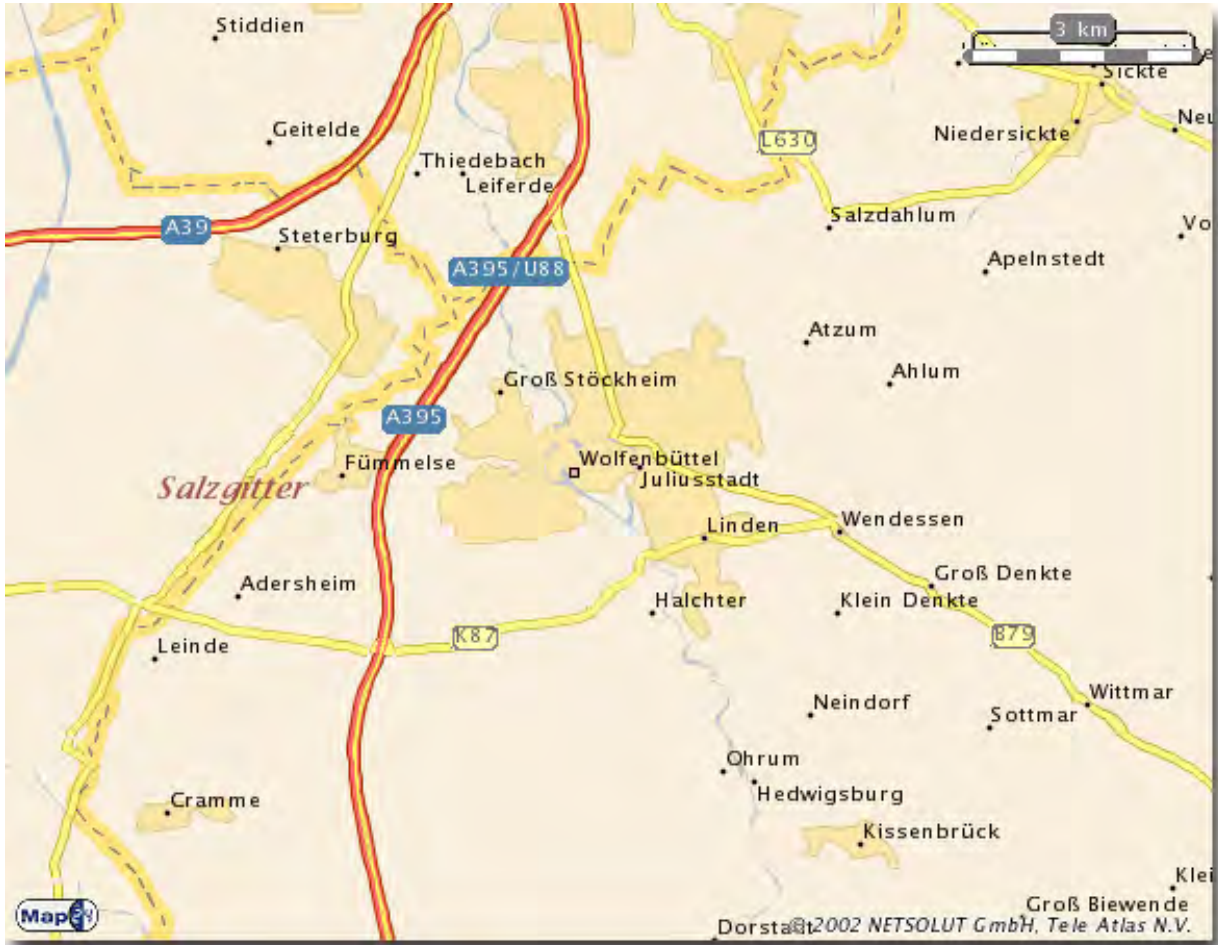 Stiddien
3 km
Sickte
Geitelde
L630
Niedersickte
Neu
Thiedebach
Leiferde
A39
Steterburg
Salzdahlum
Vo
A395/U88
Apelnstedt
Atzum
Groß Stöckheim
Ahlum
A395
Fümmelse
Wolfenbüttel
Juliusstadt
Salzgitter
Linden
Wendessen
Adersheim
Groß Denkte
Halchter
Klein Denkte
K87
B79
Leinde
Neindorf
Wittmar
Sottmar
Ohrum
Hedwigsburg
Cramme
Kissenbrück
Klei
Map24
Groß Biewende
Dorstadt
©2002 NETSOLUT GmbH, Tele Atlas N.V.